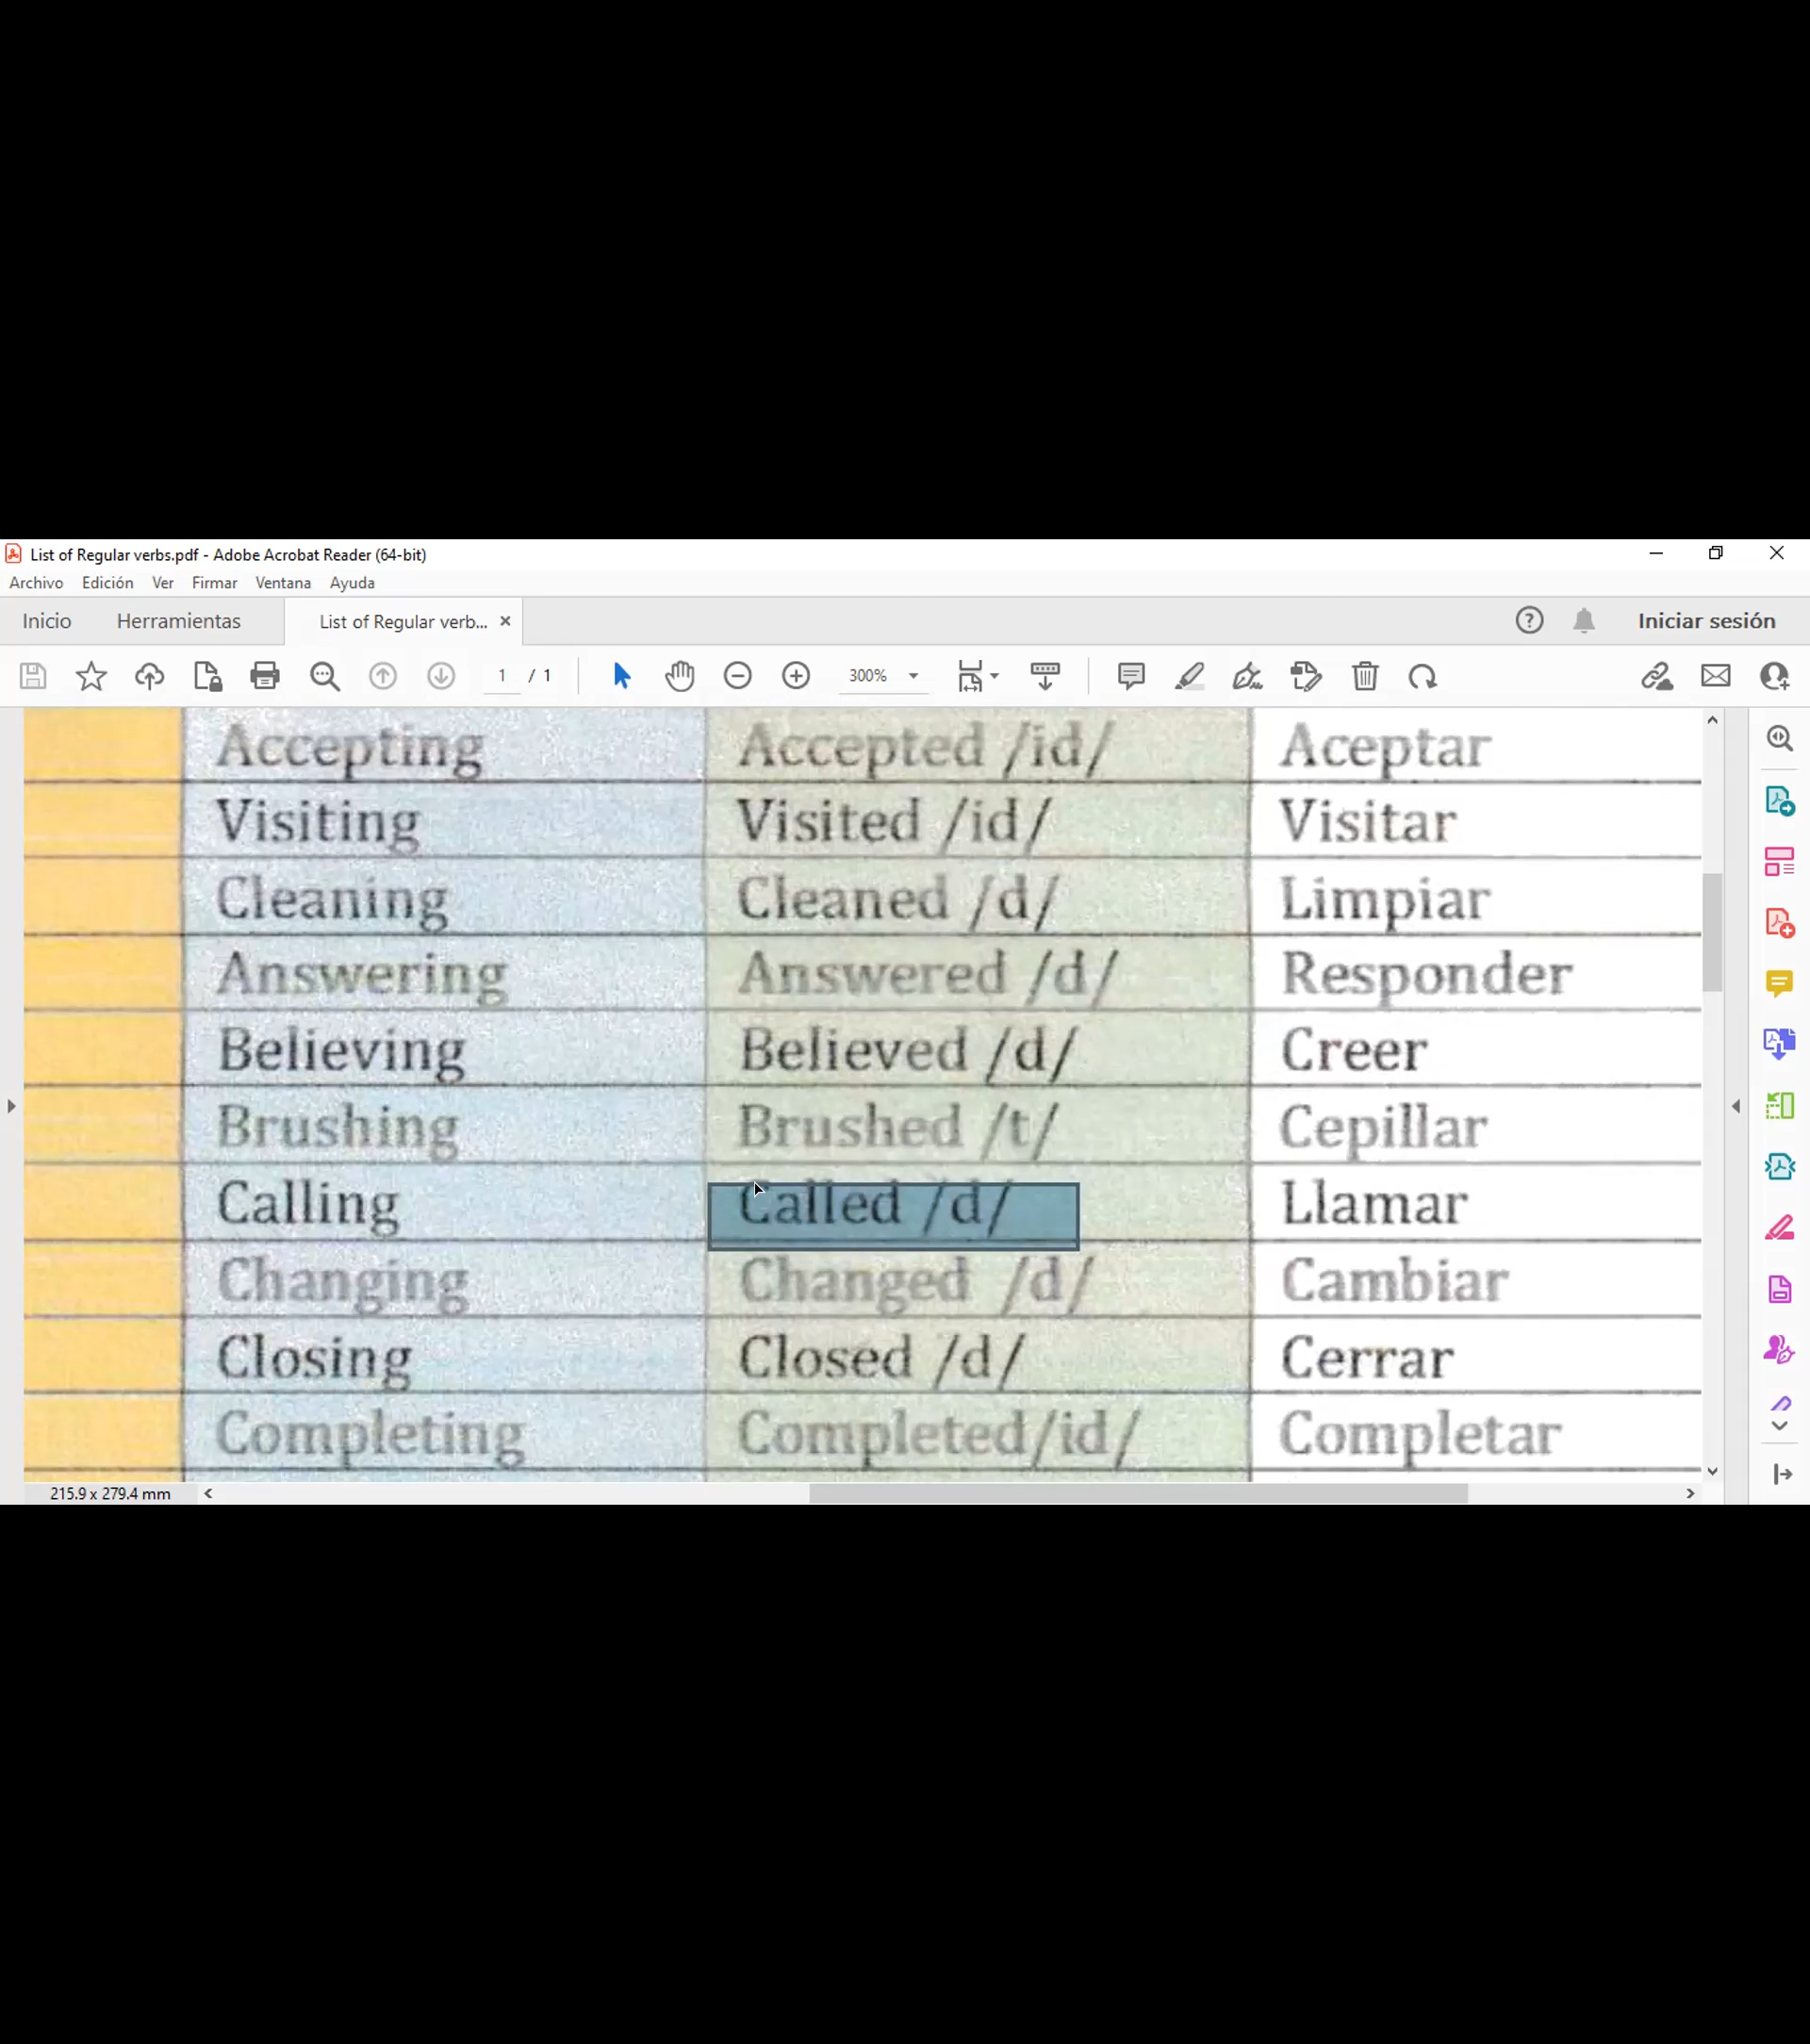 List of Regular verbs.pdf - Adobe Acrobat Reader (64-bit)
Archivo Edición Ver Firmar Ventana Ayuda
Inicio Herramientas List of Regular verb... × Iniciar sesión
1 / 1 300%
Accepting Accepted /id/ Aceptar
Visiting Visited /id/ Visitar
Cleaning Cleaned /d/ Limpiar
Answering Answered /d/ Responder
Believing Believed /d/ Creer
Brushing Brushed /t/ Cepillar
Calling Called /d/ Llamar
Changing Changed /d/ Cambiar
Closing Closed /d/ Cerrar
Completing Completed/id/ Completar
215.9 x 279.4 mm